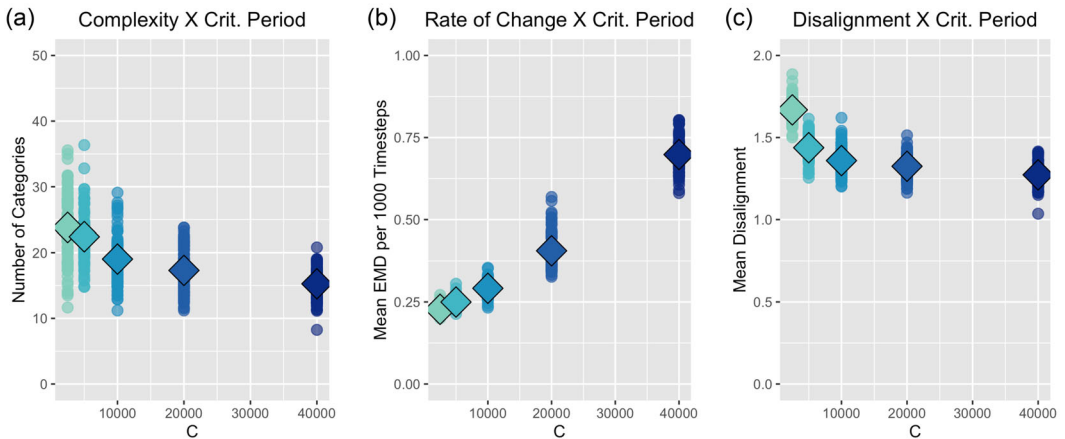 (a) Complexity X Crit. Period
Number of Categories
50
40
30
20
10
0
10000 20000 30000 40000
C
(b) Rate of Change X Crit. Period
Mean EMD per 1000 Timesteps
1.00
0.75
0.50
0.25
0.00
10000 20000 30000 40000
C
(c) Disalignment X Crit. Period
Mean Disalignment
2.0
1.5
1.0
0.5
0.0
10000 20000 30000 40000
C